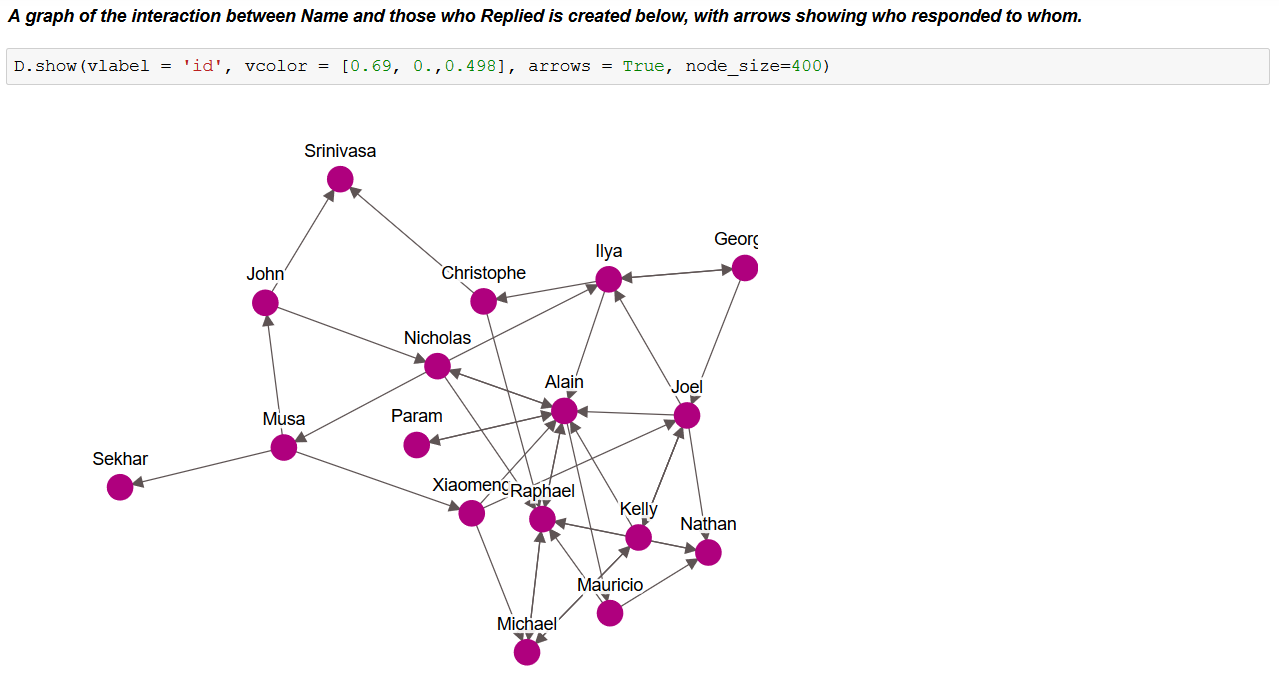 A graph of the interaction between Name and those who Replied is created below, with arrows showing who responded to whom.
D.show(vlabel = 'id', vcolor = [0.69, 0.,0.498], arrows = True, node_size=400)
Srinivasa
Georg
Ilya
John
Christophe
Nicholas
Alain
Joel
Param
Musa
Sekhar
Xiaomeng
Raphael
Kelly
Nathan
Mauricio
Michael